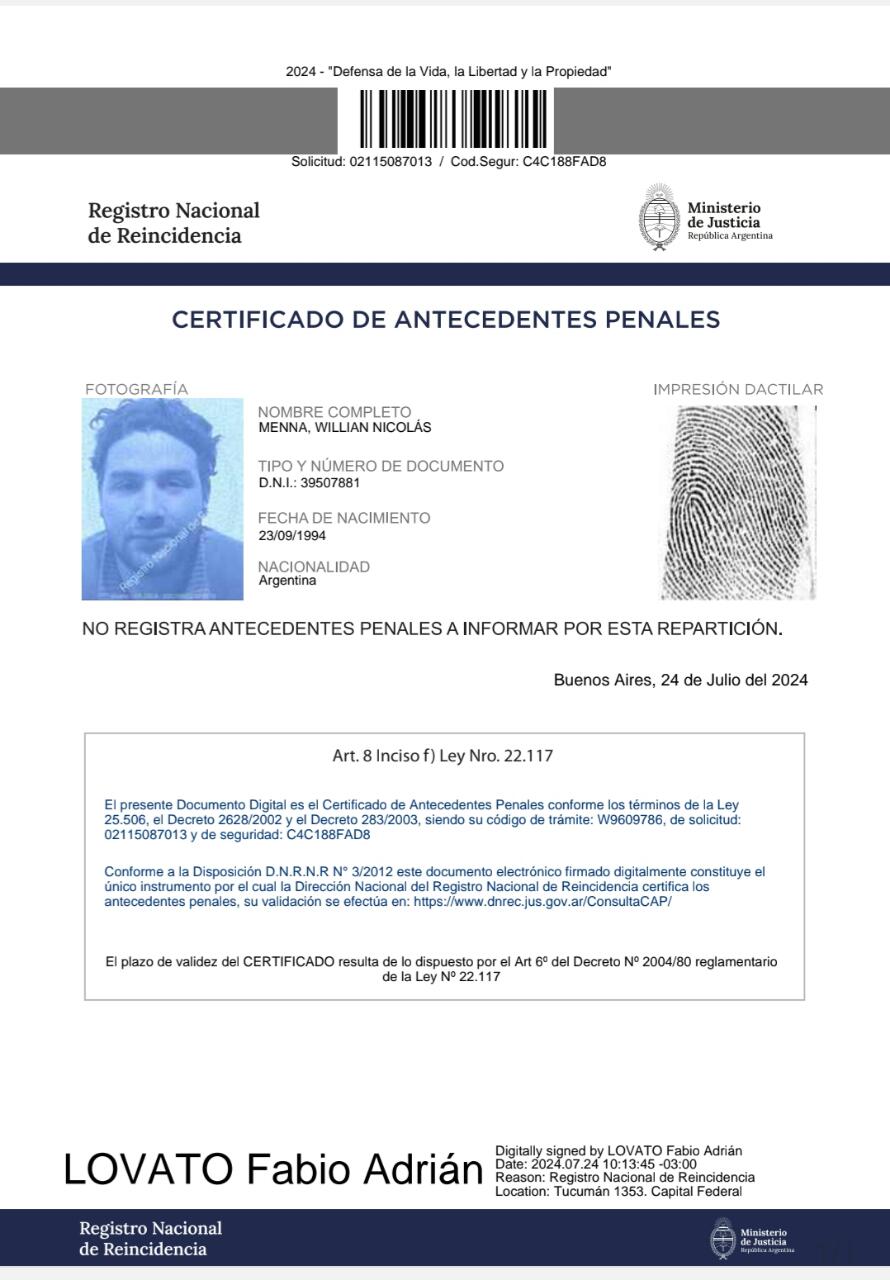 2024 - "Defensa de la Vida, la Libertad y la Propiedad"
Solicitud: 02115087013 / Cod.Segur: C4C188FAD8
Registro Nacional
de Reincidencia
Ministerio
de Justicia
República Argentina
CERTIFICADO DE ANTECEDENTES PENALES
FOTOGRAFÍA
IMPRESIÓN DACTILAR
NOMBRE COMPLETO
MENNA, WILLIAN NICOLÁS
TIPO Y NÚMERO DE DOCUMENTO
D.N.I.: 39507881
FECHA DE NACIMIENTO
23/09/1994
NACIONALIDAD
Argentina
Registro Nacional de
NO REGISTRA ANTECEDENTES PENALES A INFORMAR POR ESTA REPARTICIÓN.
Buenos Aires, 24 de Julio del 2024
Art. 8 Inciso f) Ley Nro. 22.117
El presente Documento Digital es el Certificado de Antecedentes Penales conforme los términos de la Ley
25.506, el Decreto 2628/2002 y el Decreto 283/2003, siendo su código de trámite: W9609786, de solicitud:
02115087013 y de seguridad: C4C188FAD8
Conforme a la Disposición D.N.R.N.R N° 3/2012 este documento electrónico firmado digitalmente constituye el
único instrumento por el cual la Dirección Nacional del Registro Nacional de Reincidencia certifica los
antecedentes penales, su validación se efectúa en: https://www.dnrec.jus.gov.ar/ConsultaCAP/
El plazo de validez del CERTIFICADO resulta de lo dispuesto por el Art 6º del Decreto Nº 2004/80 reglamentario
de la Ley Nº 22.117
LOVATO Fabio Adrián
Digitally signed by LOVATO Fabio Adrián
Date: 2024.07.24 10:13:45 -03:00
Reason: Registro Nacional de Reincidencia
Location: Tucumán 1353. Capital Federal
Registro Nacional
de Reincidencia
Ministerio
de Justicia
República Argentina